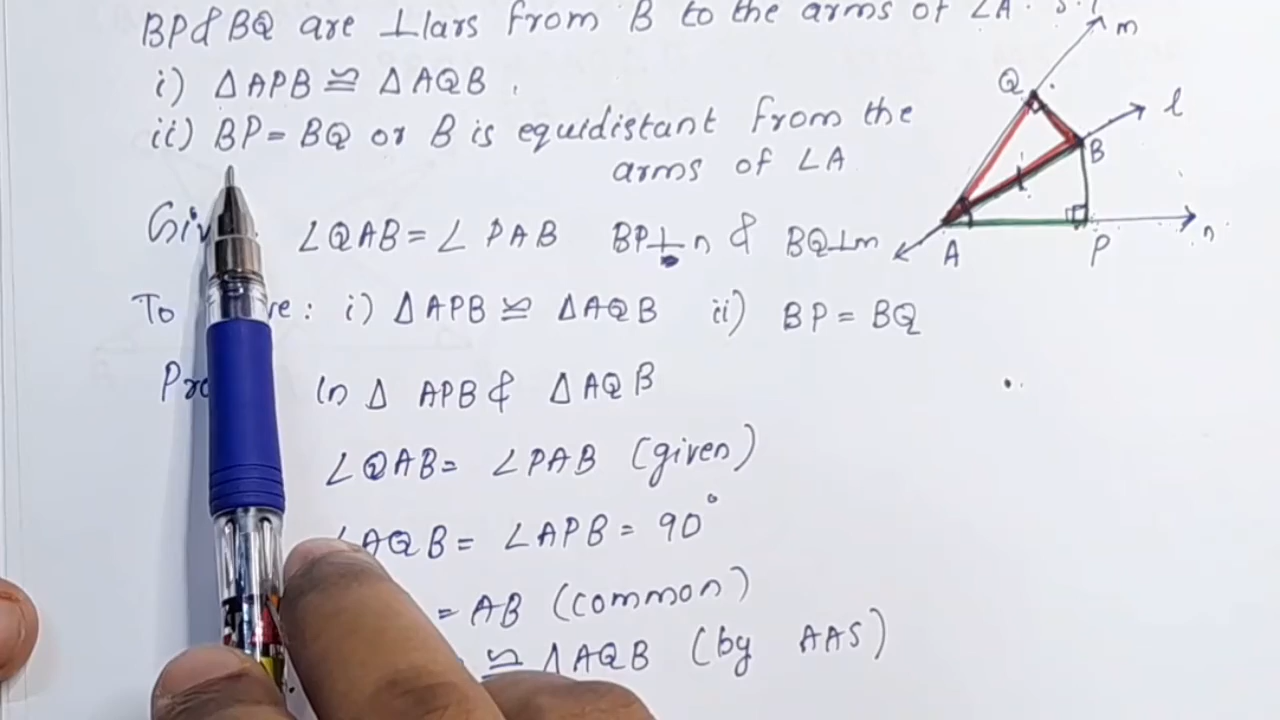 BP & BQ are ⊥lars from B to the arms of ∠A.
i) ΔAPB ≅ ΔAQB.
ii) BP = BQ or B is equidistant from the
arms of ∠A
∠QAB = ∠PAB BP⊥n & BQ⊥m
To : i) ΔAPB ≅ ΔAQB ii) BP = BQ
In Δ APB & ΔAQB
∠QAB = ∠PAB (given)
∠AQB = ∠APB = 90°
= AB (common)
≅ ΔAQB (by AAS)
m
Q
l
B
A
P
n